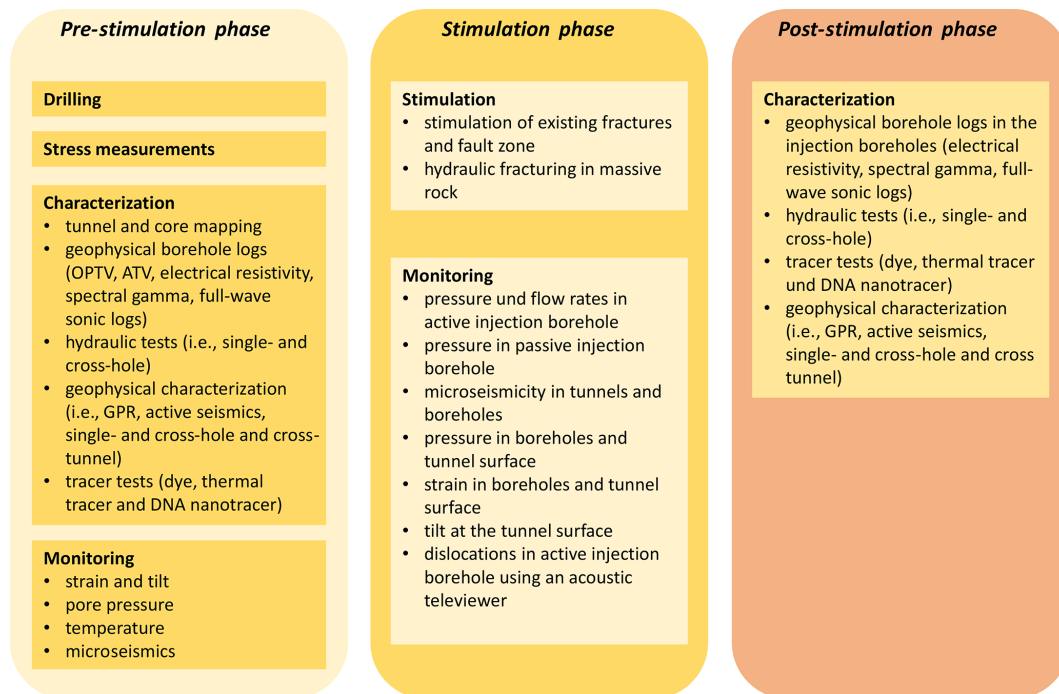 Pre-stimulation phase
Drilling
Stress measurements
Characterization
• tunnel and core mapping
• geophysical borehole logs
(OPTV, ATV, electrical resistivity,
spectral gamma, full-wave
sonic logs)
• hydraulic tests (i.e., single- and
cross-hole)
• geophysical characterization
(i.e., GPR, active seismics,
single- and cross-hole and cross-
tunnel)
• tracer tests (dye, thermal
tracer and DNA nanotracer)
Monitoring
• strain and tilt
• pore pressure
• temperature
• microseismics
Stimulation phase
Stimulation
• stimulation of existing fractures
and fault zone
• hydraulic fracturing in massive
rock
Monitoring
• pressure und flow rates in
active injection borehole
• pressure in passive injection
borehole
• microseismicity in tunnels and
boreholes
• pressure in boreholes and
tunnel surface
• strain in boreholes and tunnel
surface
• tilt at the tunnel surface
• dislocations in active injection
borehole using an acoustic
televiewer
Post-stimulation phase
Characterization
• geophysical borehole logs in the
injection boreholes (electrical
resistivity, spectral gamma, full-
wave sonic logs)
• hydraulic tests (i.e., single- and
cross-hole)
• tracer tests (dye, thermal tracer
und DNA nanotracer)
• geophysical characterization
(i.e., GPR, active seismics,
single- and cross-hole and cross
tunnel)